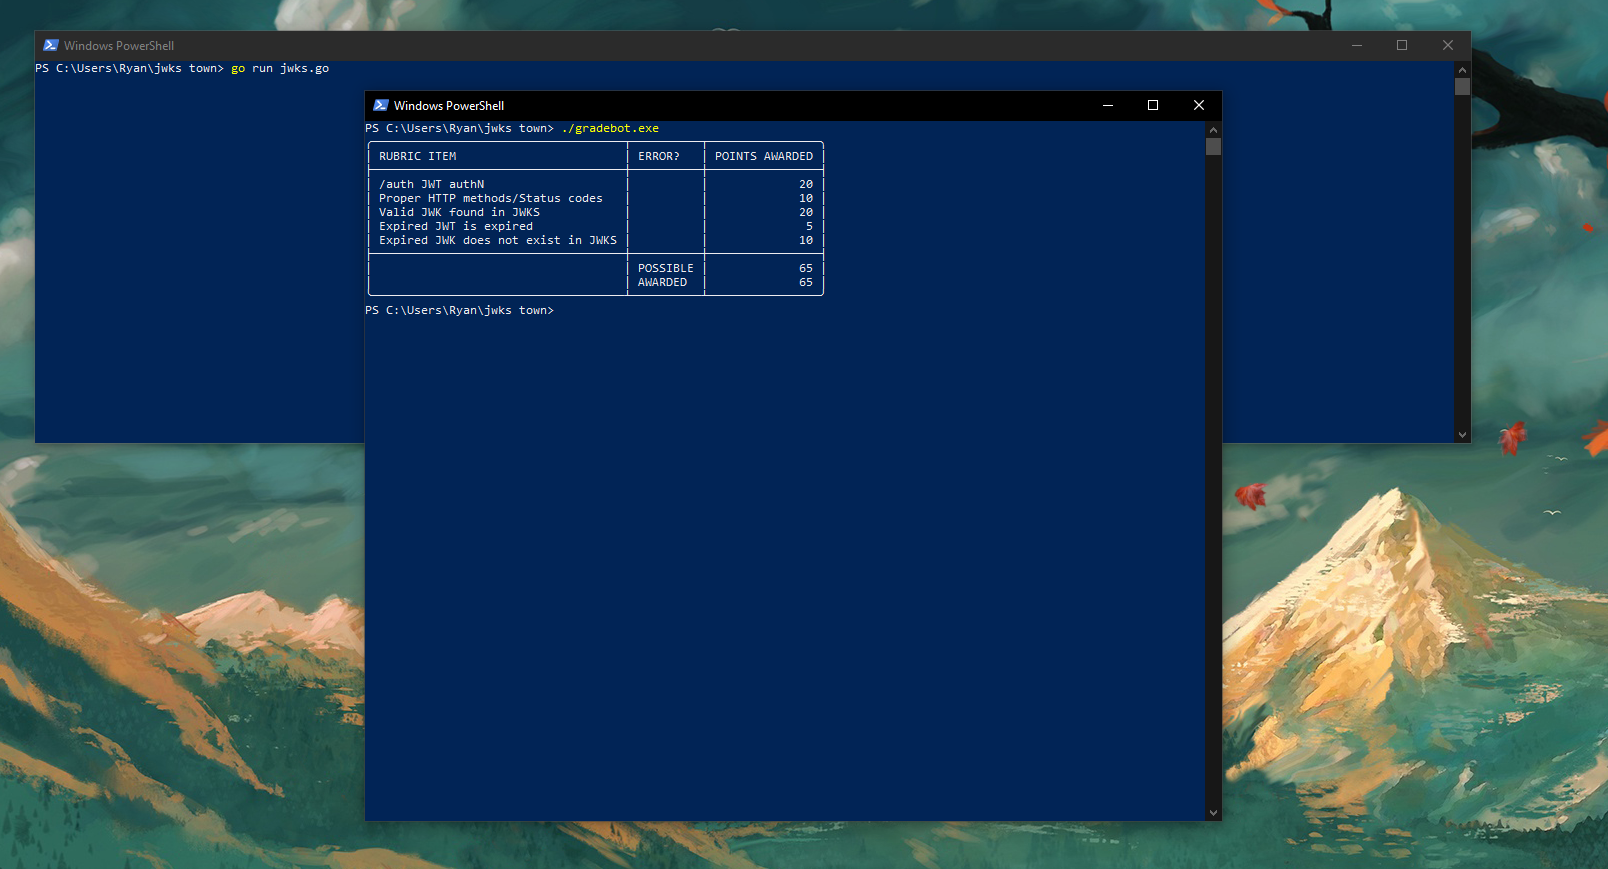 Windows PowerShell
PS C:\Users\Ryan\jwks town> go run jwks.go
Windows PowerShell
PS C:\Users\Ryan\jwks town> ./gradebot.exe
RUBRIC ITEM ERROR? POINTS AWARDED
/auth JWT authN 20
Proper HTTP methods/Status codes 10
Valid JWK found in JWKS 20
Expired JWT is expired 5
Expired JWK does not exist in JWKS 10
POSSIBLE 65
AWARDED 65
PS C:\Users\Ryan\jwks town>